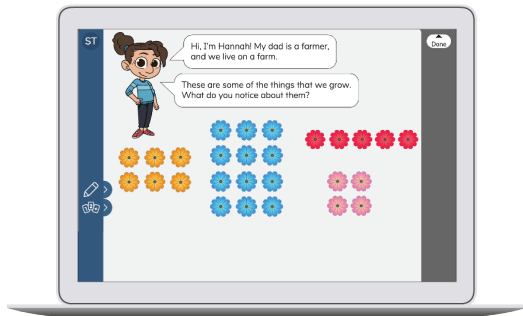 ST
Hi, I'm Hannah! My dad is a farmer,
and we live on a farm.
Done
These are some of the things that we grow.
What do you notice about them?